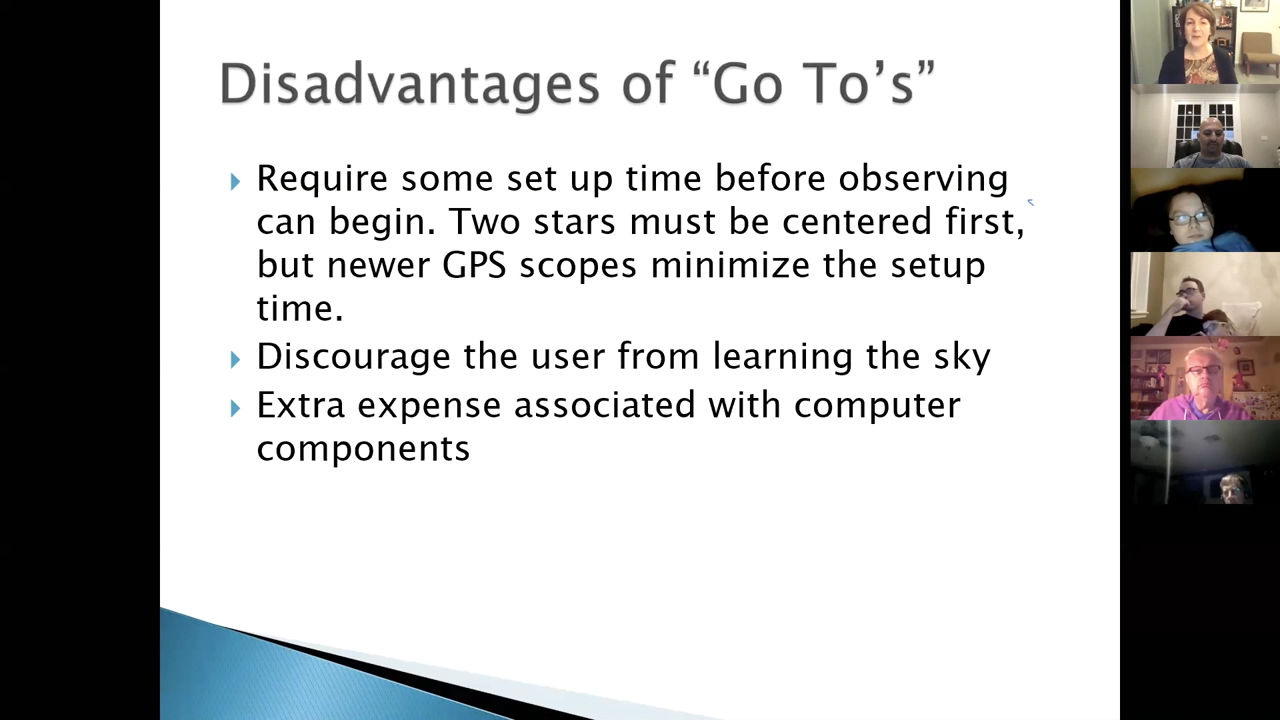 Disadvantages of “Go To’s”
Require some set up time before observing
can begin. Two stars must be centered first,
but newer GPS scopes minimize the setup
time.
Discourage the user from learning the sky
Extra expense associated with computer
components